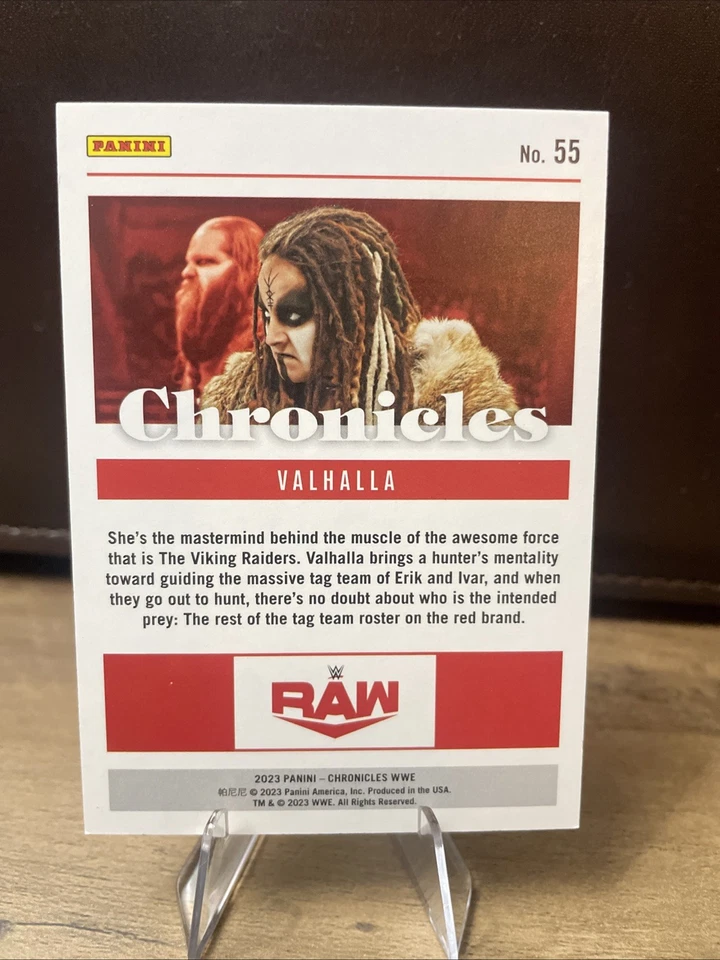 PANINI
No. 55
Chronicles
VALHALLA
She's the mastermind behind the muscle of the awesome force
that is The Viking Raiders. Valhalla brings a hunter's mentality
toward guiding the massive tag team of Erik and Ivar, and when
they go out to hunt, there's no doubt about who is the intended
prey: The rest of the tag team roster on the red brand.
W
RAW
2023 PANINI – CHRONICLES WWE
帕尼尼 © 2023 Panini America, Inc. Produced in the USA.
TM & © 2023 WWE. All Rights Reserved.